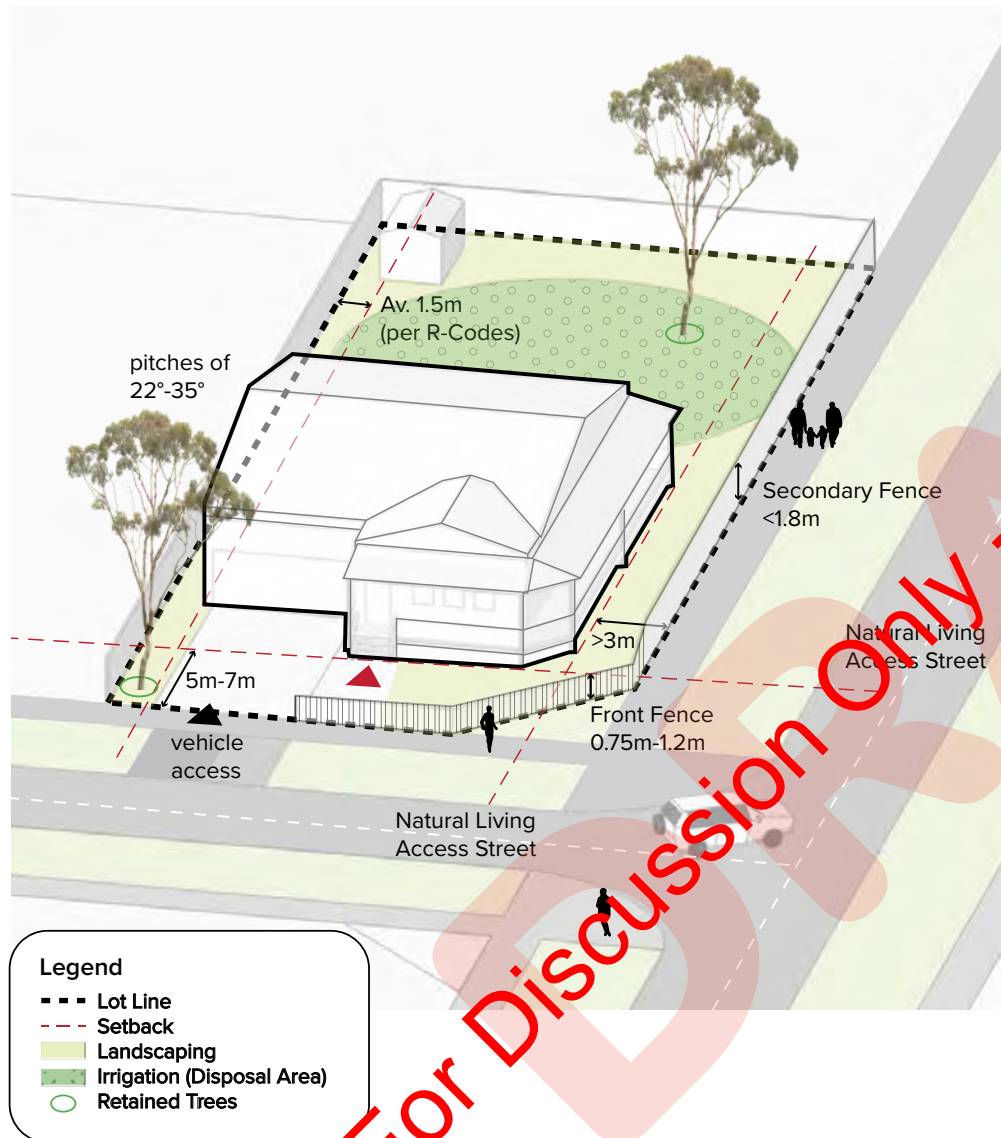 Av. 1.5m
(per R-Codes)
pitches of
22°-35°
Secondary Fence
<1.8m
>3m
Natural Living
Access Street
5m-7m
Front Fence
0.75m-1.2m
vehicle
access
Natural Living
Access Street
Legend
Lot Line
Setback
Landscaping
Irrigation (Disposal Area)
Retained Trees
For Discussion Only -
DRA